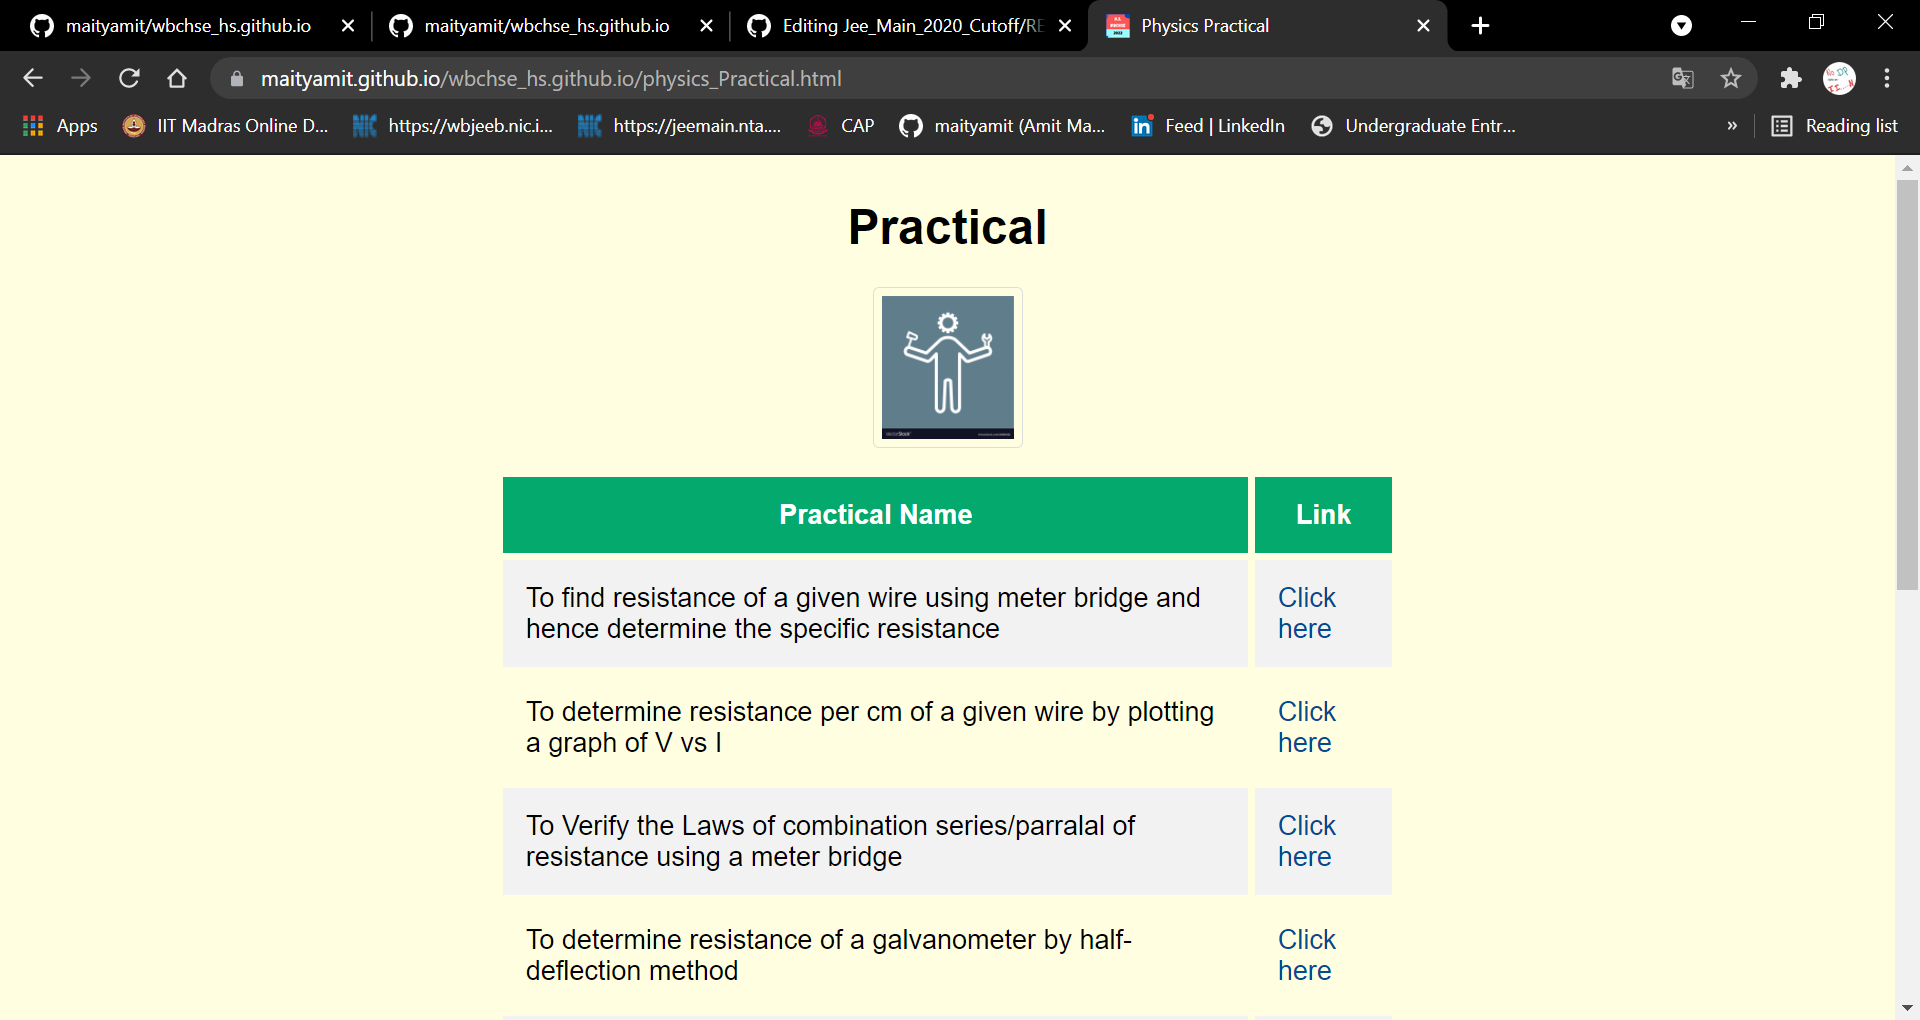 maityamit/wbchse_hs.github.io
maityamit/wbchse_hs.github.io
Editing Jee_Main_2020_Cutoff/RE
Physics Practical
maityamit.github.io/wbchse_hs.github.io/physics_Practical.html
Apps
IIT Madras Online D...
https://wbjeeb.nic.i...
https://jeemain.nta....
CAP
maityamit (Amit Ma...
Feed | LinkedIn
Undergraduate Entr...
»
Reading list
Practical
Practical Name
Link
To find resistance of a given wire using meter bridge and
hence determine the specific resistance
Click
here
To determine resistance per cm of a given wire by plotting
a graph of V vs I
Click
here
To Verify the Laws of combination series/parralal of
resistance using a meter bridge
Click
here
To determine resistance of a galvanometer by half-
deflection method
Click
here